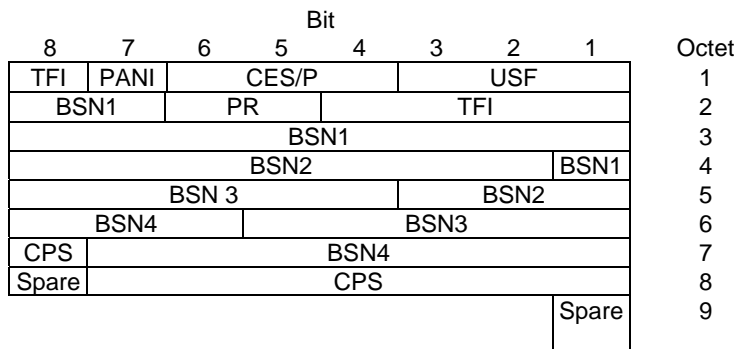 Bit
8 7 6 5 4 3 2 1 Octet
TFI PANI CES/P USF 1
BSN1 PR TFI 2
BSN1 3
BSN2 BSN1 4
BSN 3 BSN2 5
BSN4 BSN3 6
CPS BSN4 7
Spare CPS 8
Spare 9